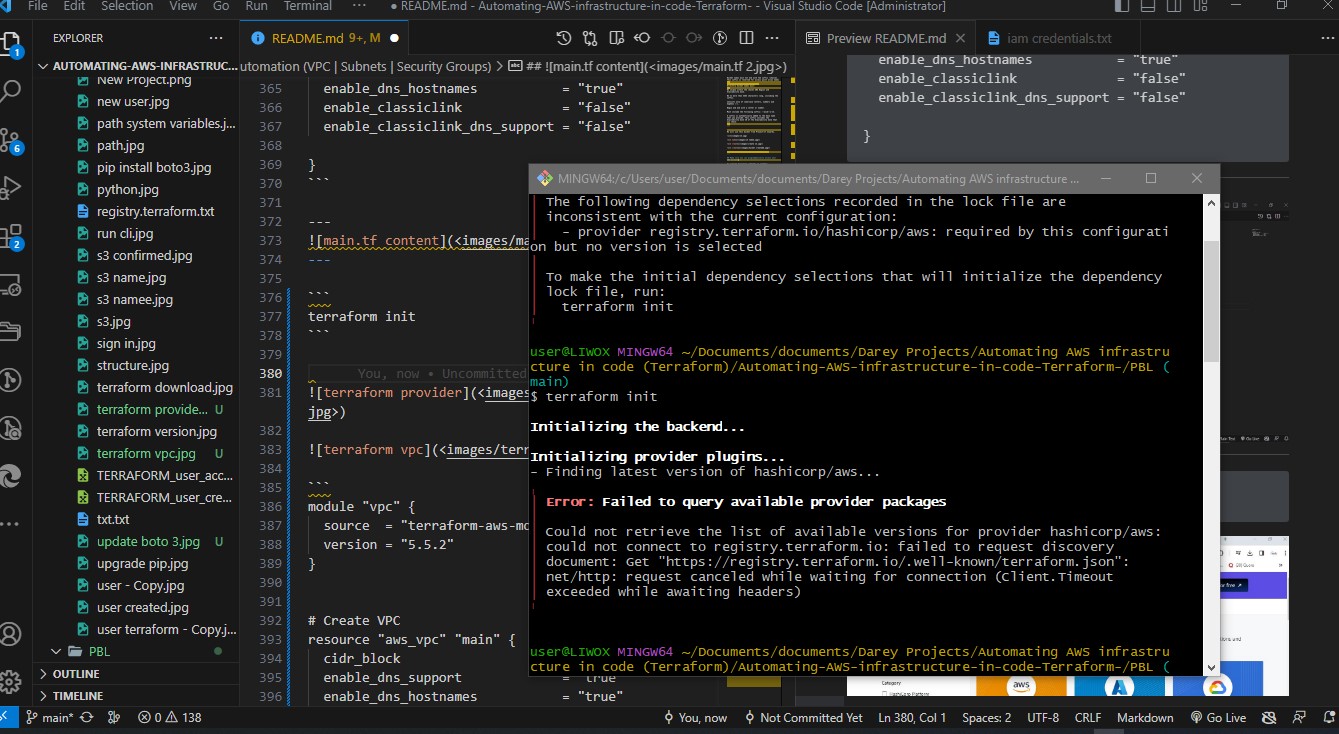 File Edit Selection View Go Run Terminal ··· ● README.md - Automating-AWS-infrastructure-in-code-Terraform- - Visual Studio Code [Administrator]
EXPLORER ···
README.md 9+, M ●
Preview README.md ×
iam credentials.txt
AUTOMATING-AWS-INFRASTRUC...
utomation (VPC | Subnets | Security Groups) > ## ![main.tf content](<images/main.tf 2.jpg>)
New Project.png
new user.jpg
path system variables.j...
path.jpg
pip install boto3.jpg
python.jpg
registry.terraform.txt
run cli.jpg
s3 confirmed.jpg
s3 name.jpg
s3 namee.jpg
s3.jpg
sign in.jpg
structure.jpg
terraform download.jpg
terraform provide... U
terraform version.jpg
terraform vpc.jpg U
TERRAFORM_user_acc...
TERRAFORM_user_cre...
txt.txt
update boto 3.jpg U
upgrade pip.jpg
user - Copy.jpg
user created.jpg
user terraform - Copy.j...
PBL
OUTLINE
TIMELINE
1
6
2
365 enable_dns_hostnames = "true"
366 enable_classiclink = "false"
367 enable_classiclink_dns_support = "false"
368
369 }
370 ```
371
372 ---
373 ![main.tf content](<images/ma
374 ---
375
376 ```
377 terraform init
378 ```
379
380 You, now • Uncommitted
381 ![terraform provider](<images
jpg>)
382
383 ![terraform vpc](<images/terr
384
385 ```
386 module "vpc" {
387 source = "terraform-aws-mo
388 version = "5.5.2"
389 }
390
391
392 # Create VPC
393 resource "aws_vpc" "main" {
394 cidr_block
395 enable_dns_support = "true"
396 enable_dns_hostnames = "true"
enable_dns_hostnames = "true"
enable_classiclink = "false"
enable_classiclink_dns_support = "false"
}
MINGW64:/c/Users/user/Documents/documents/Darey Projects/Automating AWS infrastructure ...
The following dependency selections recorded in the lock file are
inconsistent with the current configuration:
- provider registry.terraform.io/hashicorp/aws: required by this configurati
on but no version is selected
To make the initial dependency selections that will initialize the dependency
lock file, run:
terraform init
user@LIWOX MINGW64 ~/Documents/documents/Darey Projects/Automating AWS infrastru
cture in code (Terraform)/Automating-AWS-infrastructure-in-code-Terraform-/PBL (
main)
$ terraform init
Initializing the backend...
Initializing provider plugins...
- Finding latest version of hashicorp/aws...
Error: Failed to query available provider packages
Could not retrieve the list of available versions for provider hashicorp/aws:
could not connect to registry.terraform.io: failed to request discovery
document: Get "https://registry.terraform.io/.well-known/terraform.json":
net/http: request canceled while waiting for connection (Client.Timeout
exceeded while awaiting headers)
user@LIWOX MINGW64 ~/Documents/documents/Darey Projects/Automating AWS infrastru
cture in code (Terraform)/Automating-AWS-infrastructure-in-code-Terraform-/PBL (
Category
aws
main* 0 138 You, now Not Committed Yet Ln 380, Col 1 Spaces: 2 UTF-8 CRLF Markdown Go Live